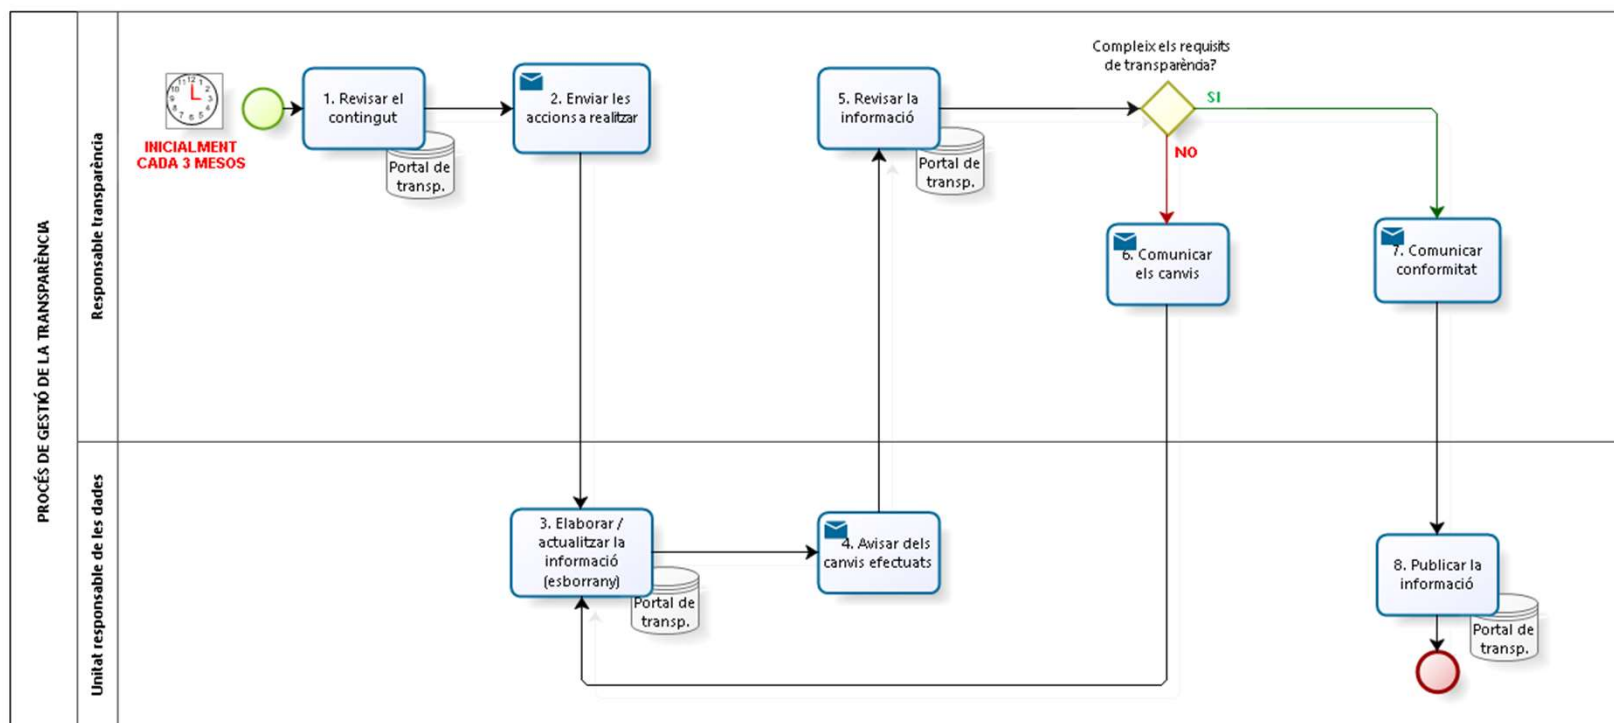 PROCÉS DE GESTIÓ DE LA TRANSPARÈNCIA
Responsable transparència
INICIALMENT
CADA 3 MESOS
1. Revisar el
contingut
Portal de
transp.
2. Enviar les
accions a realitzar
5. Revisar la
informació
Portal de
transp.
Compleix els requisits
de transparència?
SI
NO
6. Comunicar
els canvis
7. Comunicar
conformitat
Unitat responsable de les dades
3. Elaborar /
actualitzar la
informació
(esborrany)
Portal de
transp.
4. Avisar dels
canvis efectuats
8. Publicar la
informació
Portal de
transp.